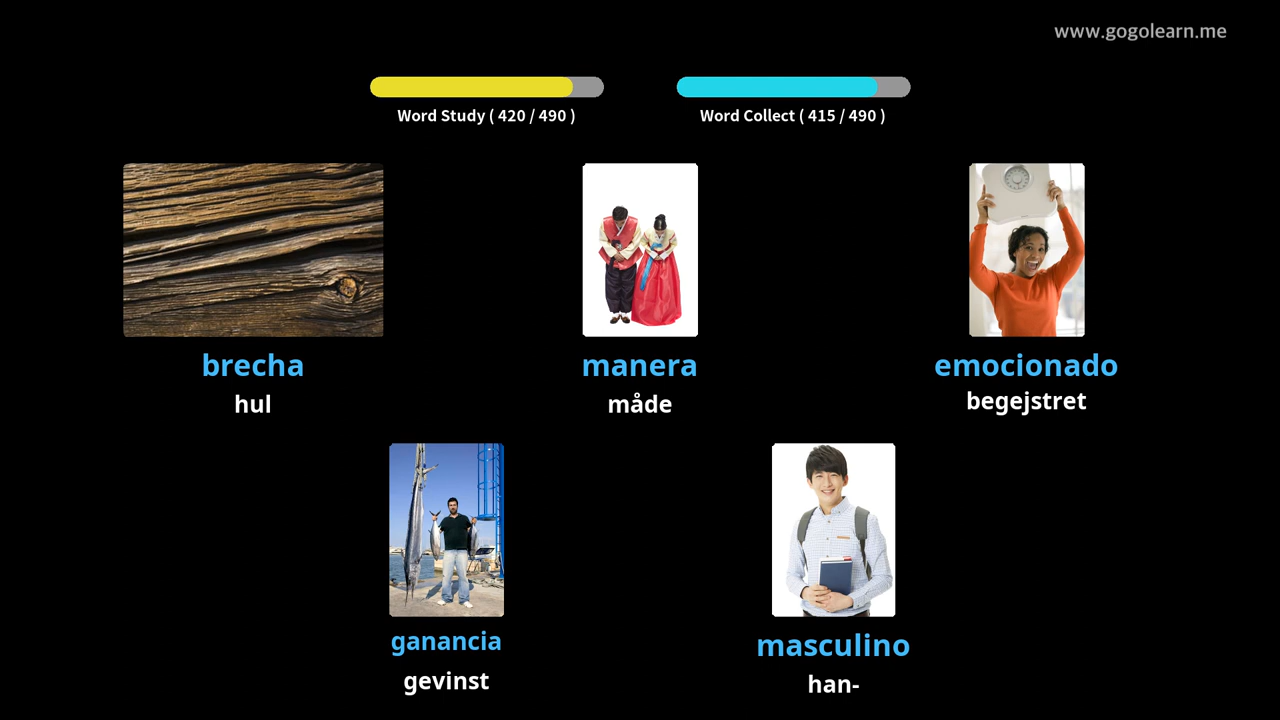 www.gogolearn.me
Word Study ( 420 / 490 )
Word Collect ( 415 / 490 )
brecha
hul
manera
måde
emocionado
begejstret
ganancia
gevinst
masculino
han-